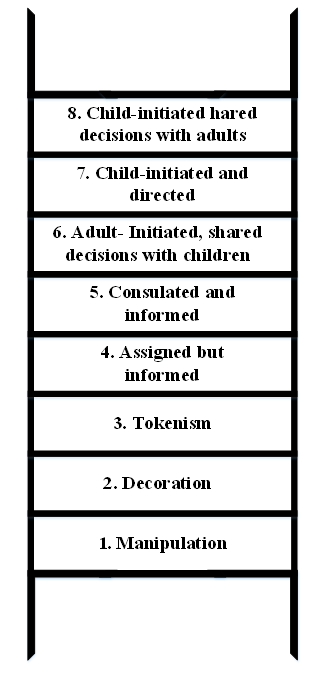 8. Child-initiated hared
decisions with adults
7. Child-initiated and
directed
6. Adult- Initiated, shared
decisions with children
5. Consulated and
informed
4. Assigned but
informed
3. Tokenism
2. Decoration
1. Manipulation